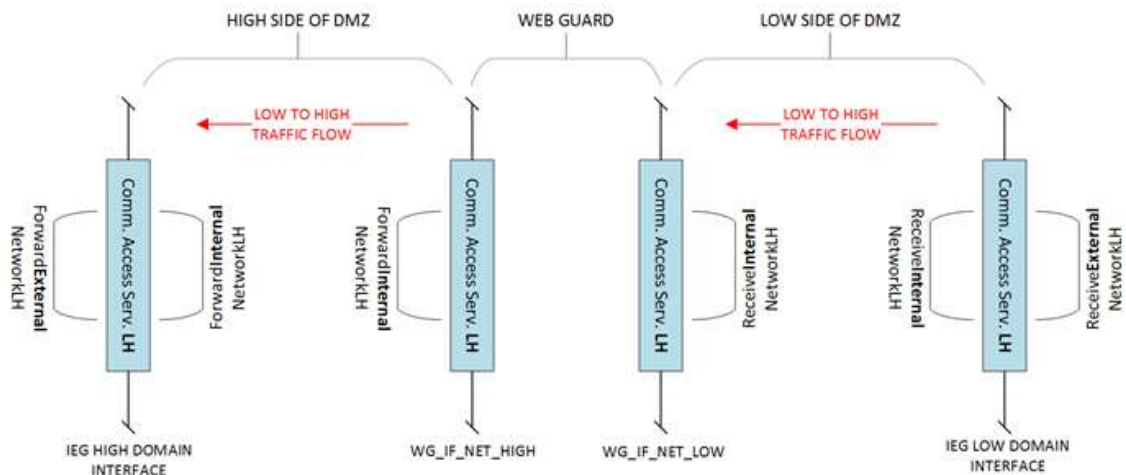 HIGH SIDE OF DMZ
WEB GUARD
LOW SIDE OF DMZ
LOW TO HIGH
TRAFFIC FLOW
LOW TO HIGH
TRAFFIC FLOW
ForwardExternal
NetworkLH
Comm. Access Serv. LH
ForwardInternal
NetworkLH
ForwardInternal
NetworkLH
Comm. Access Serv. LH
Comm. Access Serv. LH
ReceiveInternal
NetworkLH
ReceiveInternal
NetworkLH
Comm. Access Serv. LH
ReceiveExternal
NetworkLH
IEG HIGH DOMAIN
INTERFACE
WG_IF_NET_HIGH
WG_IF_NET_LOW
IEG LOW DOMAIN
INTERFACE